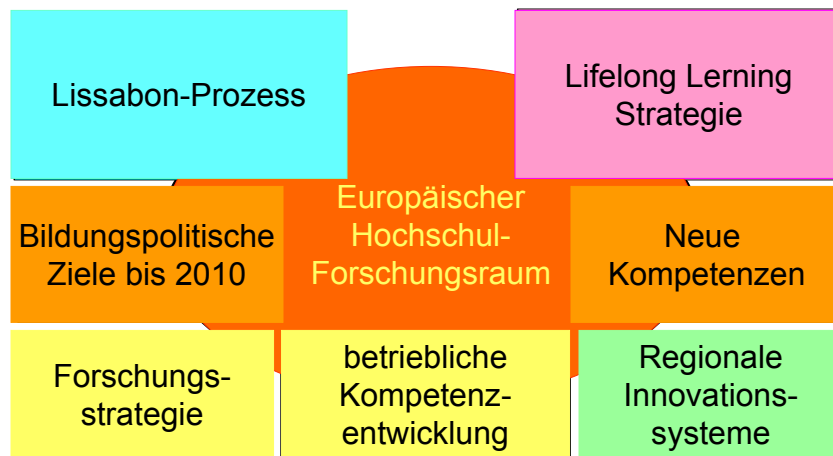 Lissabon-Prozess
Lifelong Lerning
Strategie
Europäischer
Hochschul-
Forschungsraum
Bildungspolitische
Ziele bis 2010
Neue
Kompetenzen
Forschungs-
strategie
betriebliche
Kompetenz-
entwicklung
Regionale
Innovations-
systeme